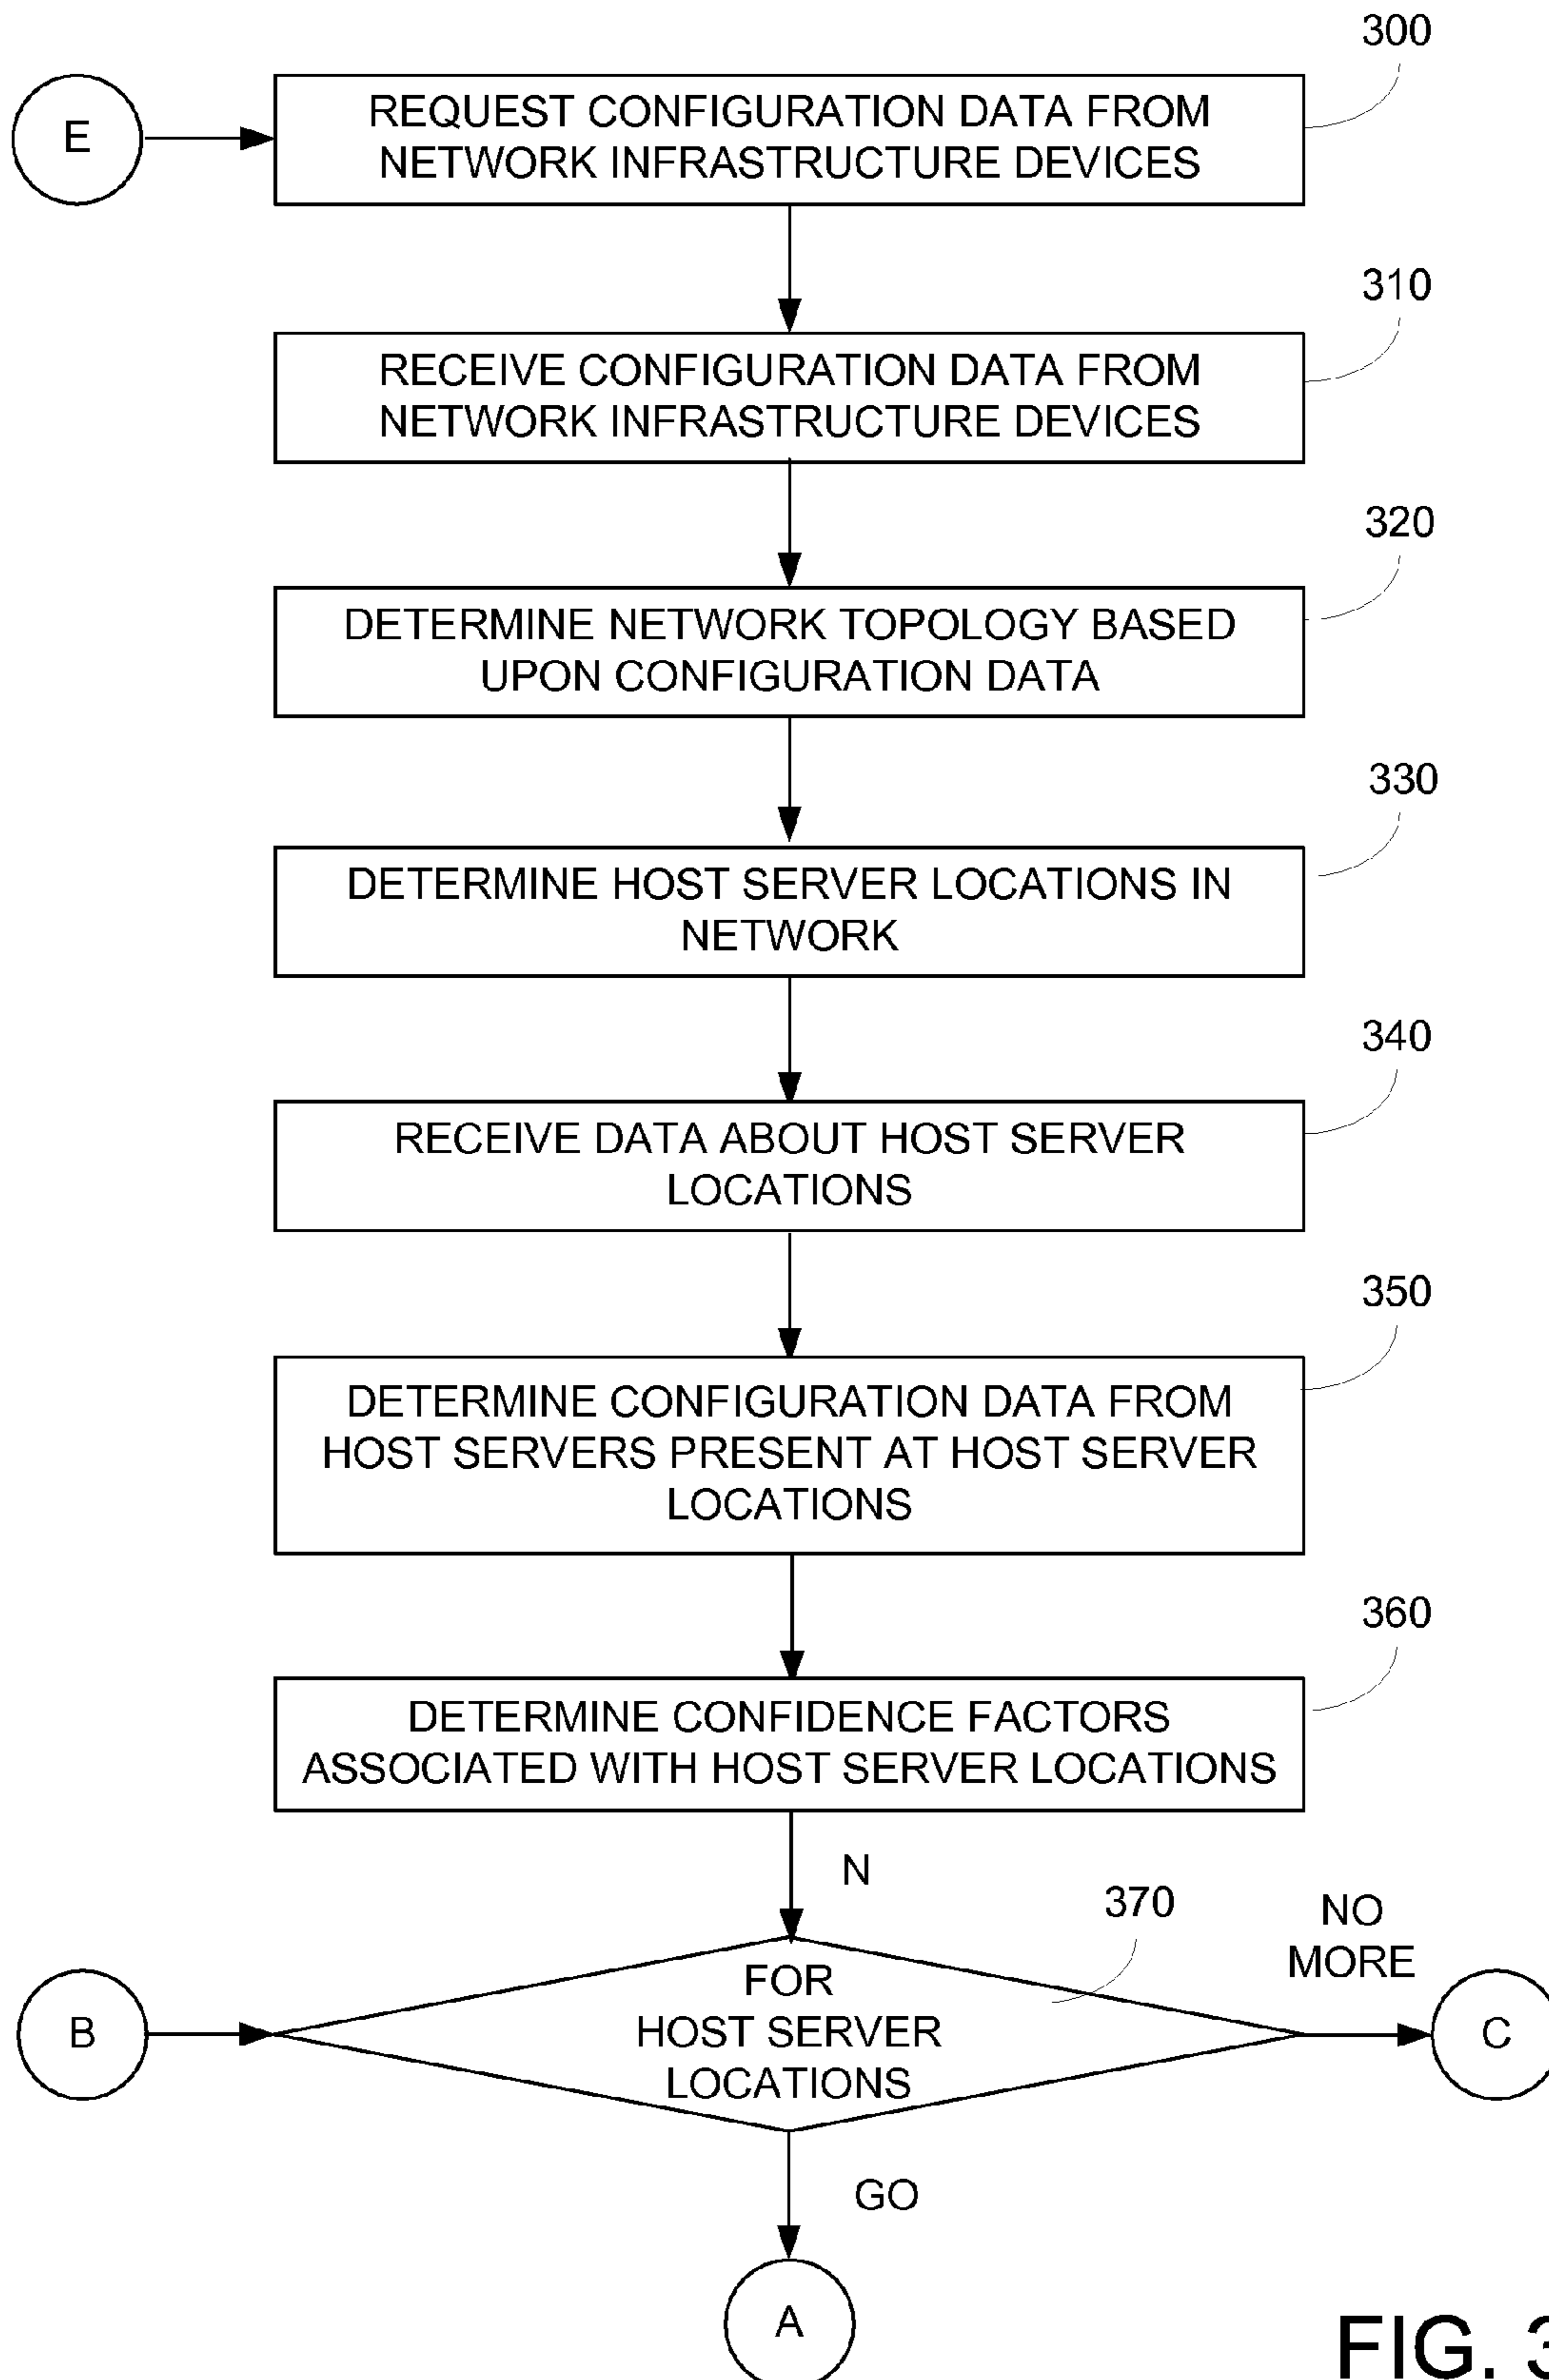 300
E
REQUEST CONFIGURATION DATA FROM
NETWORK INFRASTRUCTURE DEVICES
310
RECEIVE CONFIGURATION DATA FROM
NETWORK INFRASTRUCTURE DEVICES
320
DETERMINE NETWORK TOPOLOGY BASED
UPON CONFIGURATION DATA
330
DETERMINE HOST SERVER LOCATIONS IN
NETWORK
340
RECEIVE DATA ABOUT HOST SERVER
LOCATIONS
350
DETERMINE CONFIGURATION DATA FROM
HOST SERVERS PRESENT AT HOST SERVER
LOCATIONS
360
DETERMINE CONFIDENCE FACTORS
ASSOCIATED WITH HOST SERVER LOCATIONS
N
370
NO
MORE
B
FOR
HOST SERVER
LOCATIONS
C
GO
A
FIG. 3